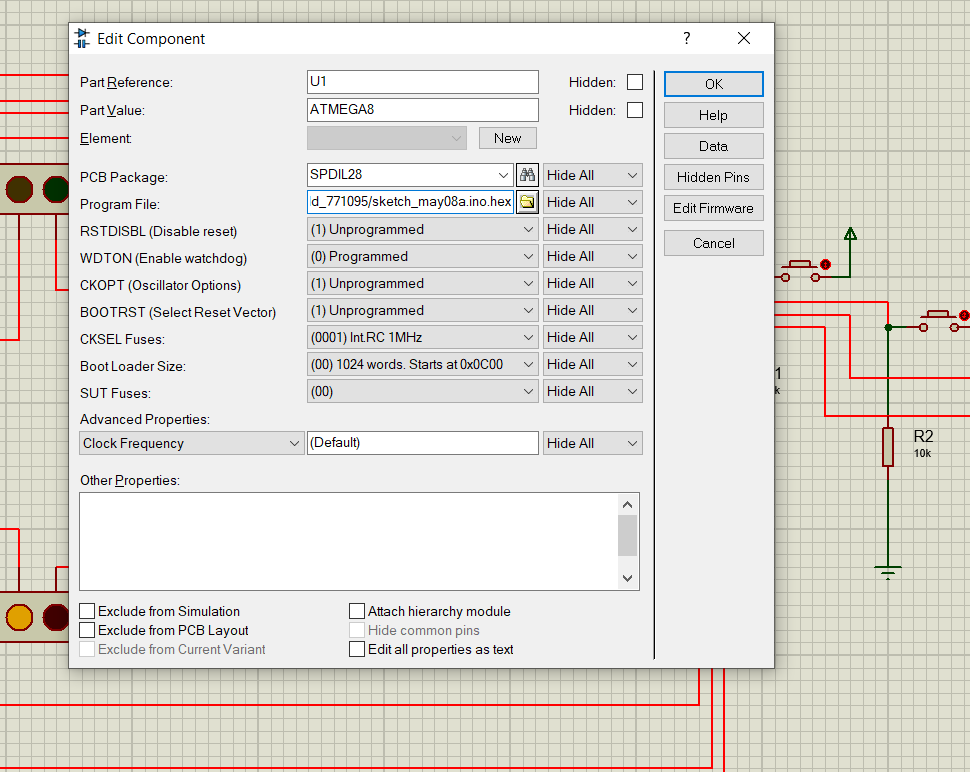 Edit Component ? ×
Part Reference: U1 Hidden: OK
Part Value: ATMEGA8 Hidden: Help
Element: New Data
PCB Package: SPDIL28 Hide All Hidden Pins
Program File: ld_771095/sketch_may08a.ino.hex Hide All Edit Firmware
RSTDISBL (Disable reset) (1) Unprogrammed Hide All
Cancel
WDTON (Enable watchdog) (0) Programmed Hide All
CKOPT (Oscillator Options) (1) Unprogrammed Hide All
BOOTRST (Select Reset Vector) (1) Unprogrammed Hide All
CKSEL Fuses: (0001) Int.RC 1MHz Hide All
Boot Loader Size: (00) 1024 words. Starts at 0x0C00 Hide All
1
k
SUT Fuses: (00) Hide All
Advanced Properties:
Clock Frequency (Default) Hide All
R2
10k
Other Properties:
Exclude from Simulation Attach hierarchy module
Exclude from PCB Layout Hide common pins
Exclude from Current Variant Edit all properties as text